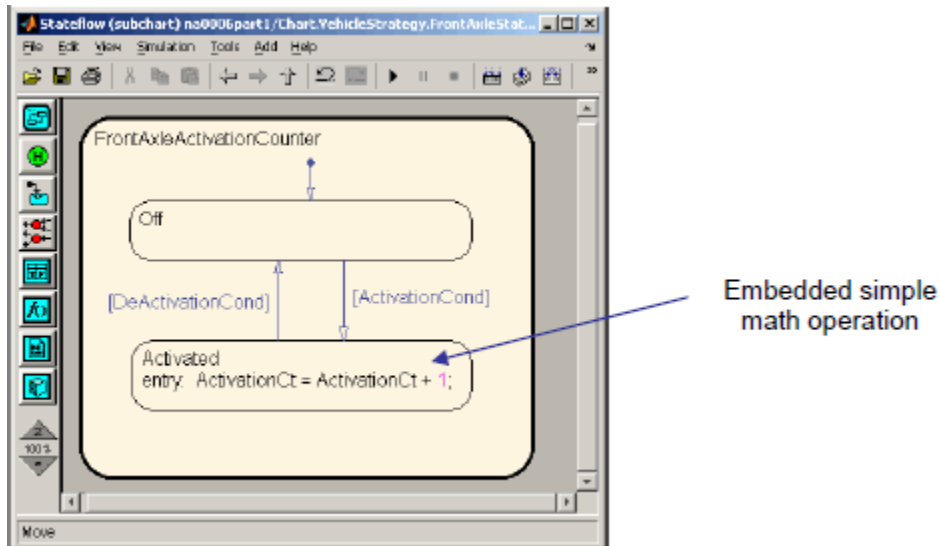 Stateflow (subchart) na0006part1/Chart.VehicleStrategy.FrontAxleStat...
File Edit View Simulation Tools Add Help
FrontAxleActivationCounter
Off
[DeActivationCond]
[ActivationCond]
Embedded simple
math operation
Activated
entry: ActivationCt = ActivationCt + 1;
100%
Move